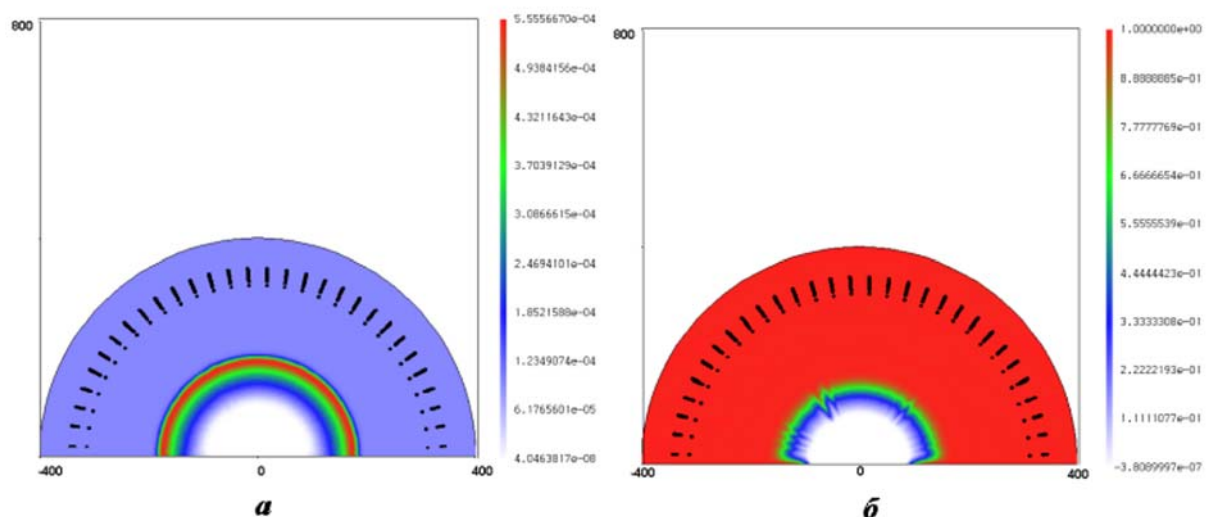 800
5.5556670e-04
4.9384156e-04
4.3211643e-04
3.7039129e-04
3.0866615e-04
2.4694101e-04
1.8521588e-04
1.2349074e-04
6.1765601e-05
4.0463817e-08
-400
0
400
а
800
1.0000000e+00
8.8888885e-01
7.7777769e-01
6.6666654e-01
5.5555539e-01
4.4444423e-01
3.3333308e-01
2.2222193e-01
1.1111077e-01
-3.8089997e-07
-400
0
400
б